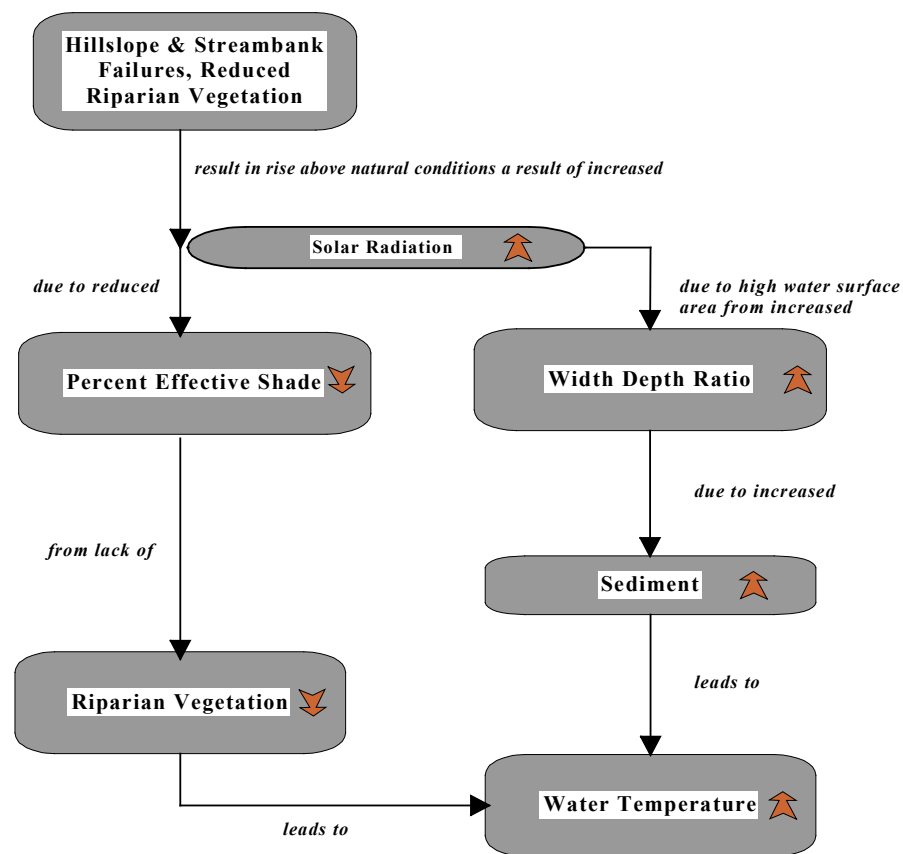 Hillslope & Streambank
Failures, Reduced
Riparian Vegetation
result in rise above natural conditions a result of increased
Solar Radiation
due to reduced
due to high water surface
area from increased
Percent Effective Shade
Width Depth Ratio
due to increased
from lack of
Sediment
Riparian Vegetation
leads to
Water Temperature
leads to